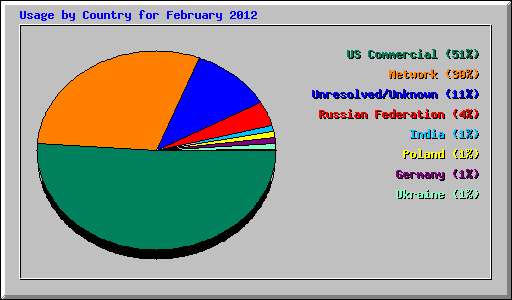 Usage by Country for February 2012
US Commercial (51%)
Network (30%)
Unresolved/Unknown (11%)
Russian Federation (4%)
India (1%)
Poland (1%)
Germany (1%)
Ukraine (1%)